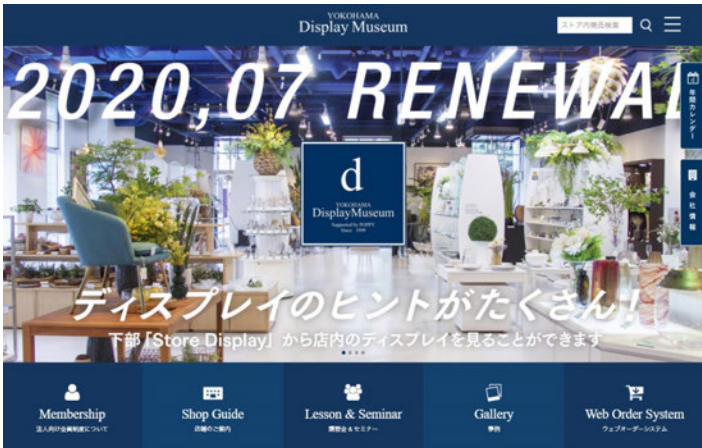 YOKOHAMA
Display Museum
ストア内商品検索
2020,07 RENEWAL
年間カレンダー
会社情報
d
YOKOHAMA
DisplayMuseum
Supported by POPPY
Since 1999
ディスプレイのヒントがたくさん!
下部「Store Display」から店内のディスプレイを見ることができます
Membership
法人向け会員制度について
Shop Guide
店舗のご案内
Lesson & Seminar
講習会&セミナー
Gallery
事例
Web Order System
ウェブオーダーシステム